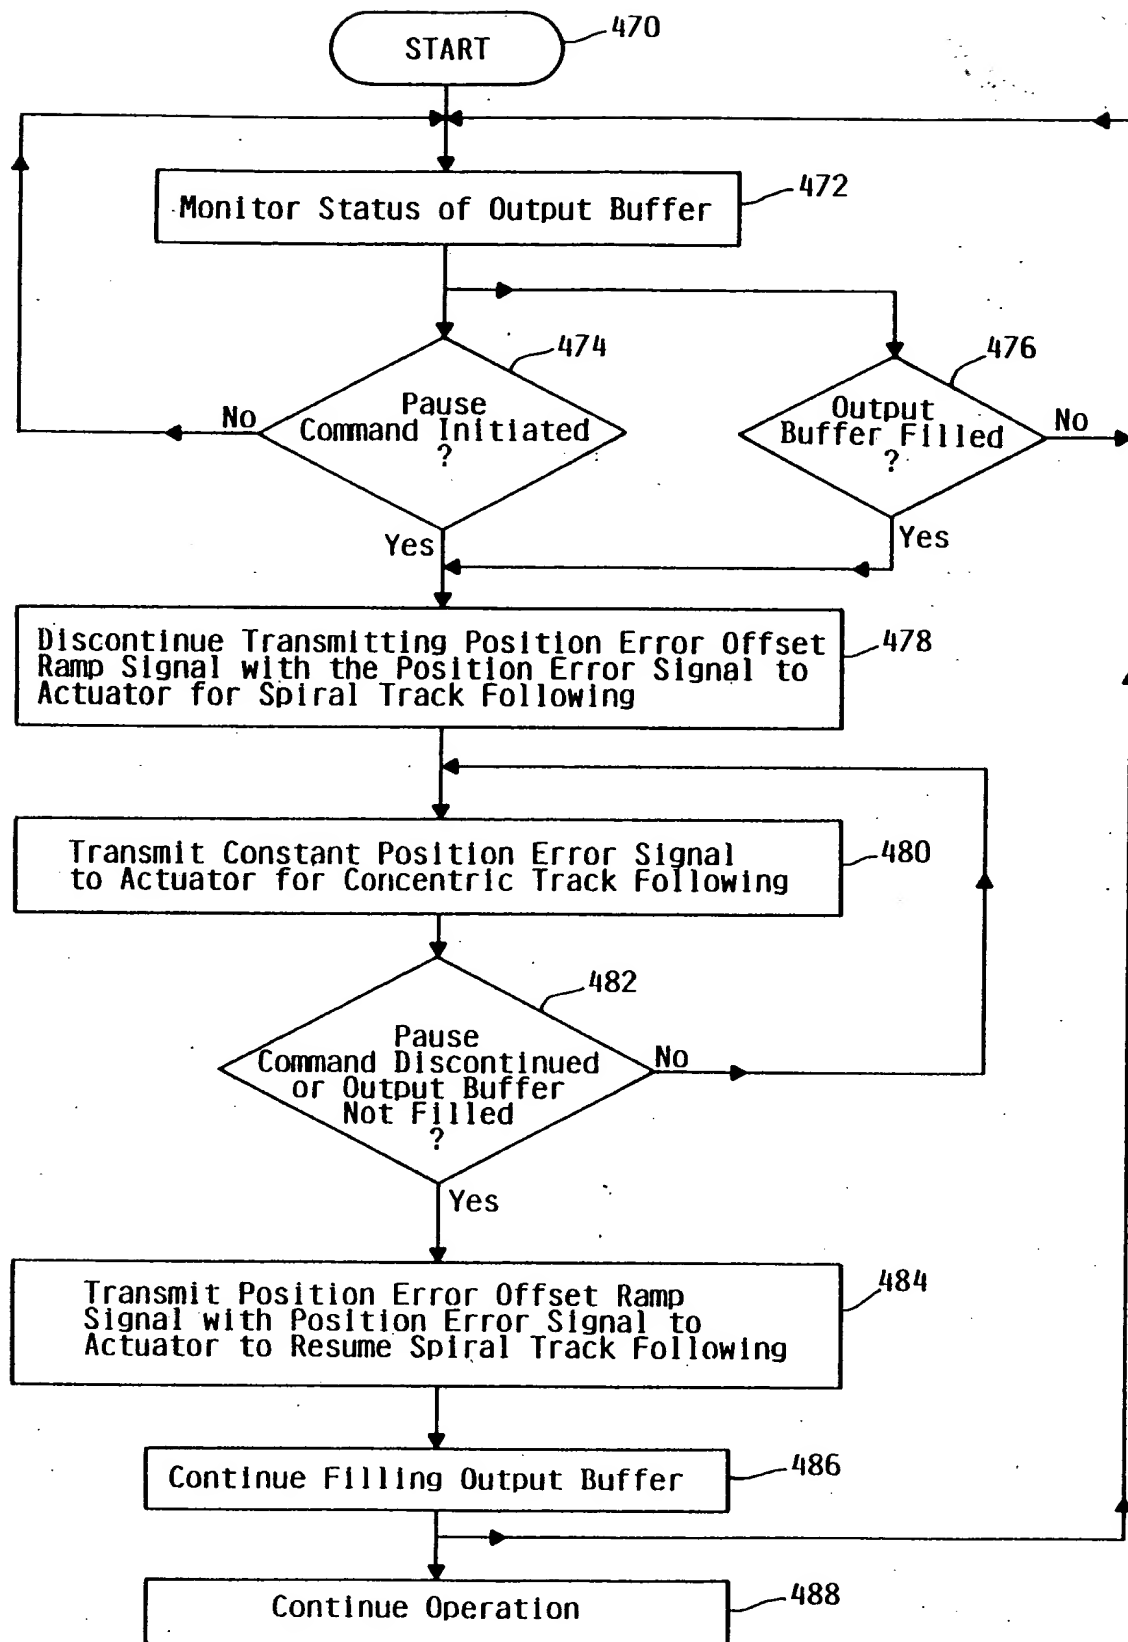 START
470
Monitor Status of Output Buffer
472
Pause
Command Initiated
?
474
No
Yes
Output
Buffer Filled
?
476
No
Yes
Discontinue Transmitting Position Error Offset
Ramp Signal with the Position Error Signal to
Actuator for Spiral Track Following
478
Transmit Constant Position Error Signal
to Actuator for Concentric Track Following
480
Pause
Command Discontinued
or Output Buffer
Not Filled
?
482
No
Yes
Transmit Position Error Offset Ramp
Signal with Position Error Signal to
Actuator to Resume Spiral Track Following
484
Continue Filling Output Buffer
486
Continue Operation
488